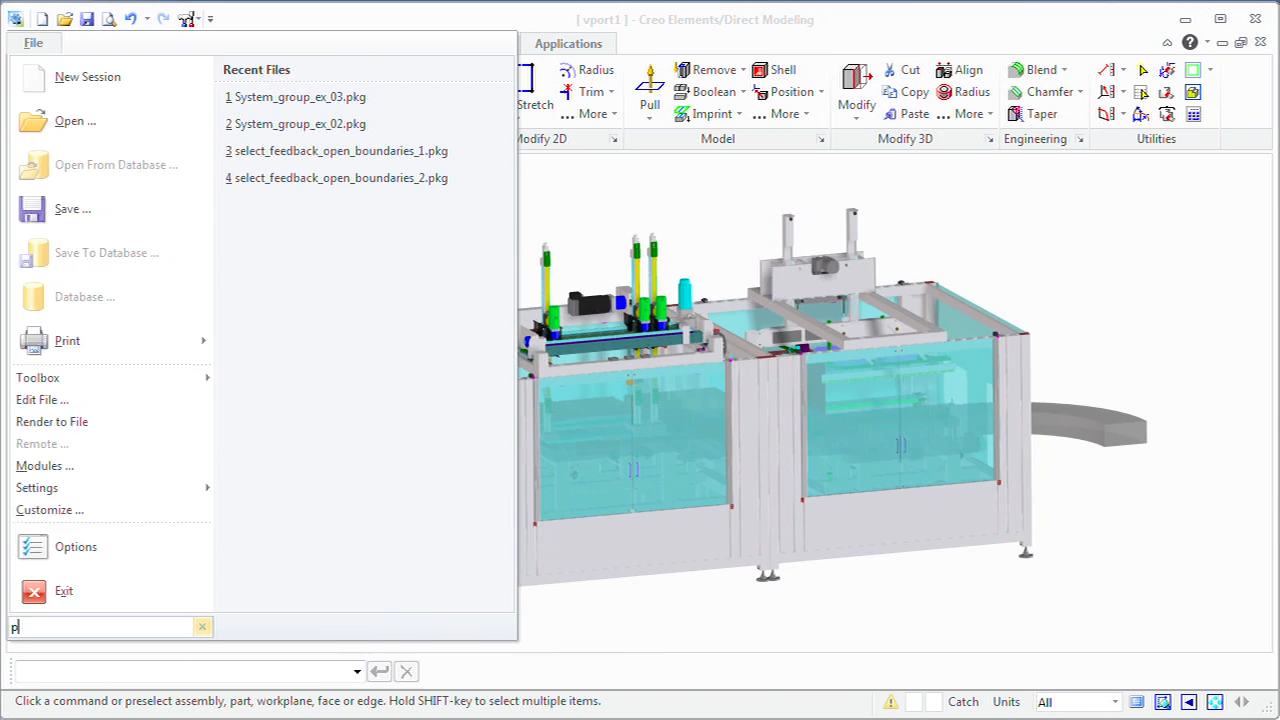 [ vport1 ] - Creo Elements/Direct Modeling
File
Applications
New Session
Open ...
Open From Database ...
Save ...
Save To Database ...
Database ...
Print
Toolbox
Edit File ...
Render to File
Remote ...
Modules ...
Settings
Customize ...
Options
Exit
p
Recent Files
1 System_group_ex_03.pkg
2 System_group_ex_02.pkg
3 select_feedback_open_boundaries_1.pkg
4 select_feedback_open_boundaries_2.pkg
Stretch
Radius
Trim
... More
Modify 2D
Pull
Remove
Boolean
Imprint
Shell
Position
... More
Model
Modify
Cut
Copy
Paste
Align
Radius
... More
Modify 3D
Blend
Chamfer
Taper
Engineering
Utilities
Click a command or preselect assembly, part, workplane, face or edge. Hold SHIFT-key to select multiple items.
Catch
Units
All